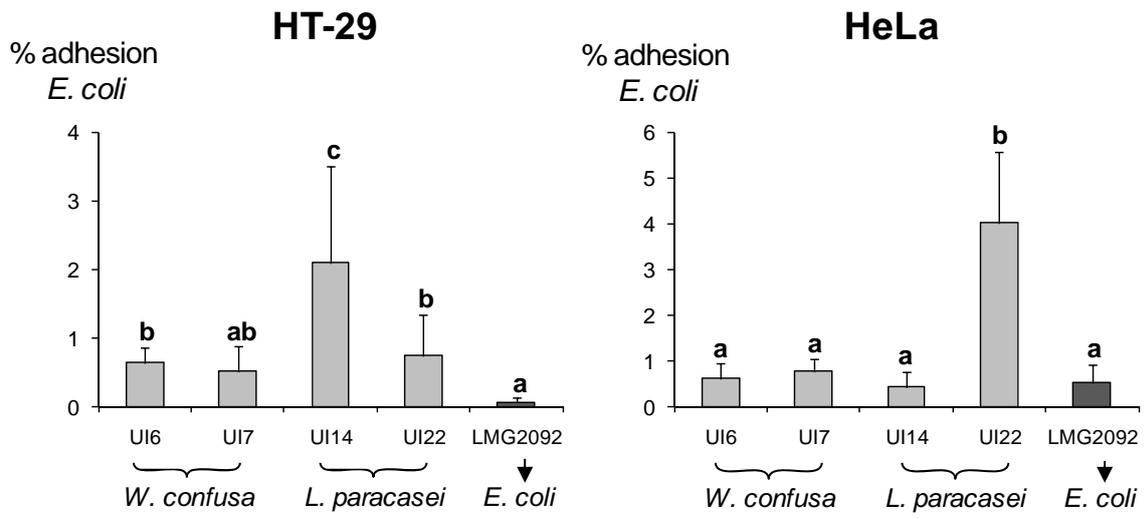 HT-29
% adhesion
E. coli
4
3
2
1
0
b
ab
c
b
a
UI6 UI7 UI14 UI22 LMG2092
W. confusa L. paracasei E. coli
HeLa
% adhesion
E. coli
6
5
4
3
2
1
0
a
a
a
b
a
UI6 UI7 UI14 UI22 LMG2092
W. confusa L. paracasei E. coli